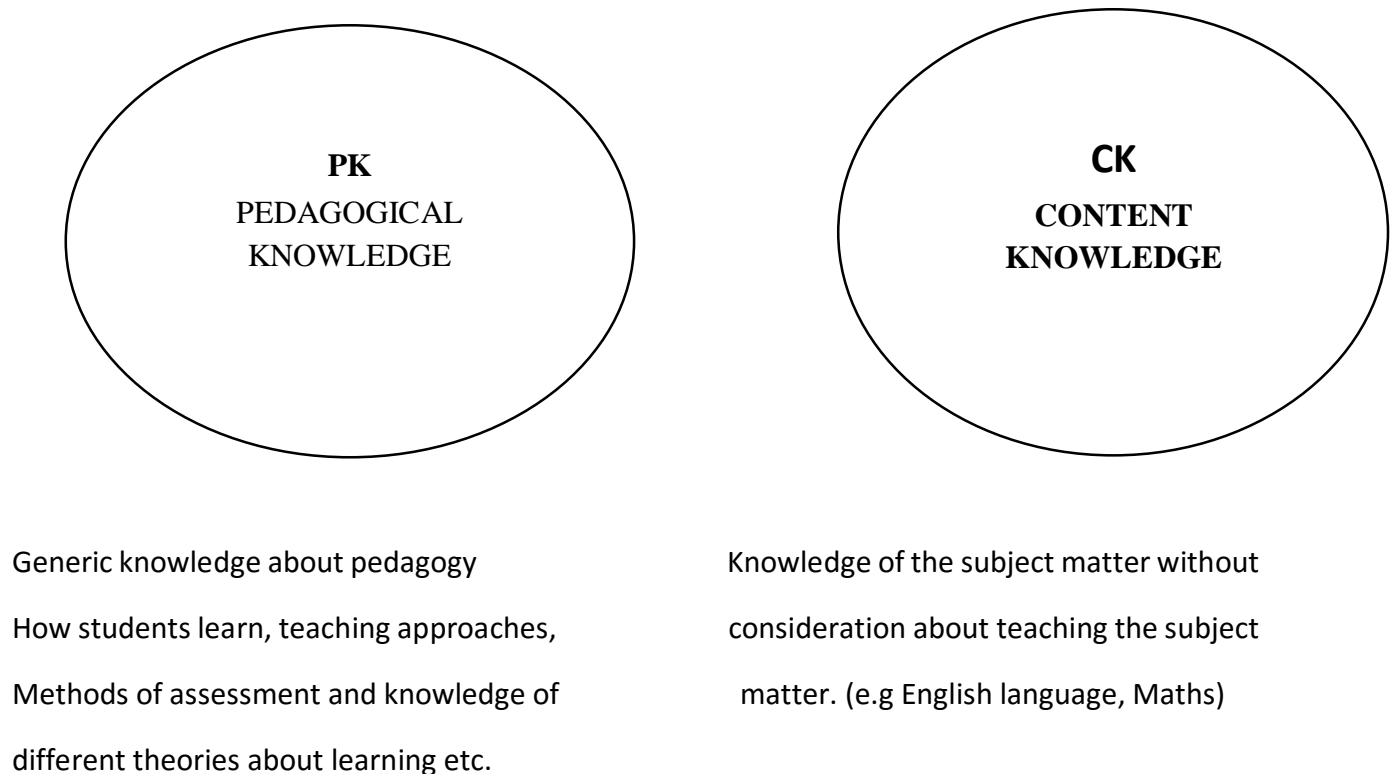 PK
PEDAGOGICAL
KNOWLEDGE
CK
CONTENT
KNOWLEDGE
Generic knowledge about pedagogy
How students learn, teaching approaches,
Methods of assessment and knowledge of
different theories about learning etc.
Knowledge of the subject matter without
consideration about teaching the subject
matter. (e.g English language, Maths)